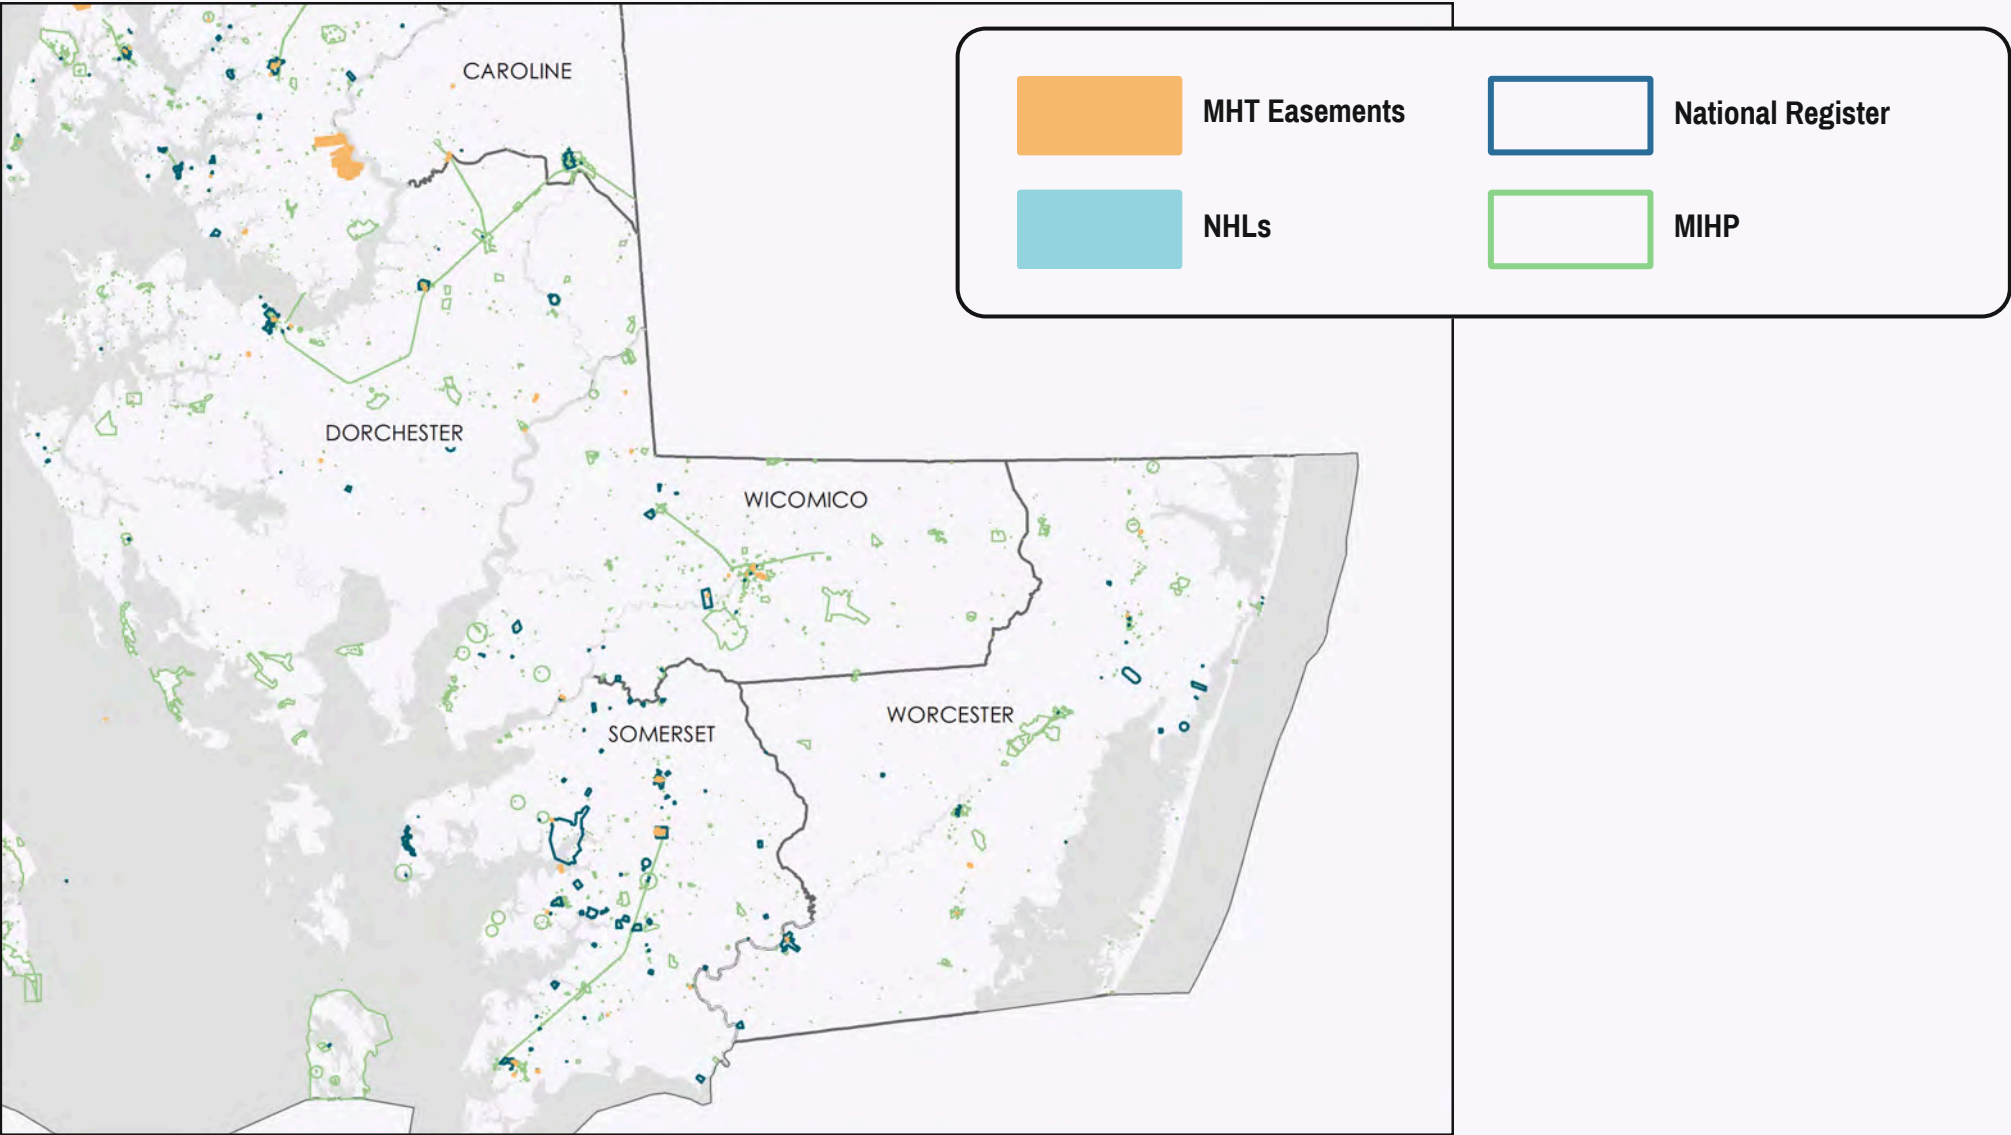 CAROLINE
MHT Easements
National Register
NHLs
MIHP
DORCHESTER
WICOMICO
WORCESTER
SOMERSET